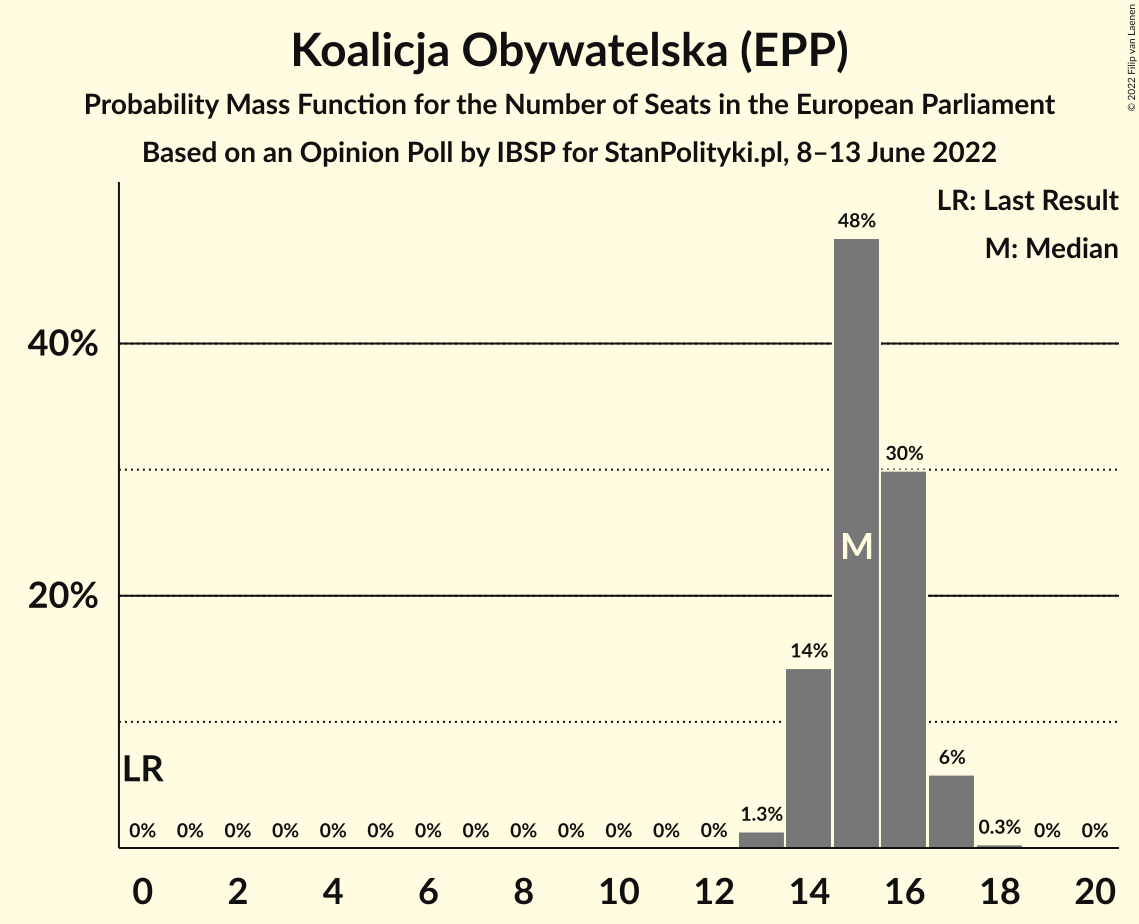 Koalicja Obywatelska (EPP)
Probability Mass Function for the Number of Seats in the European Parliament
Based on an Opinion Poll by IBSP for StanPolityki.pl, 8–13 June 2022
© 2022 Filip van Laenen
LR: Last Result
M: Median
48%
40%
30%
M
20%
14%
LR
6%
0% 0% 0% 0% 0% 0% 0% 0% 0% 0% 0% 0% 0% 1.3% 0.3% 0% 0%
0 2 4 6 8 10 12 14 16 18 20